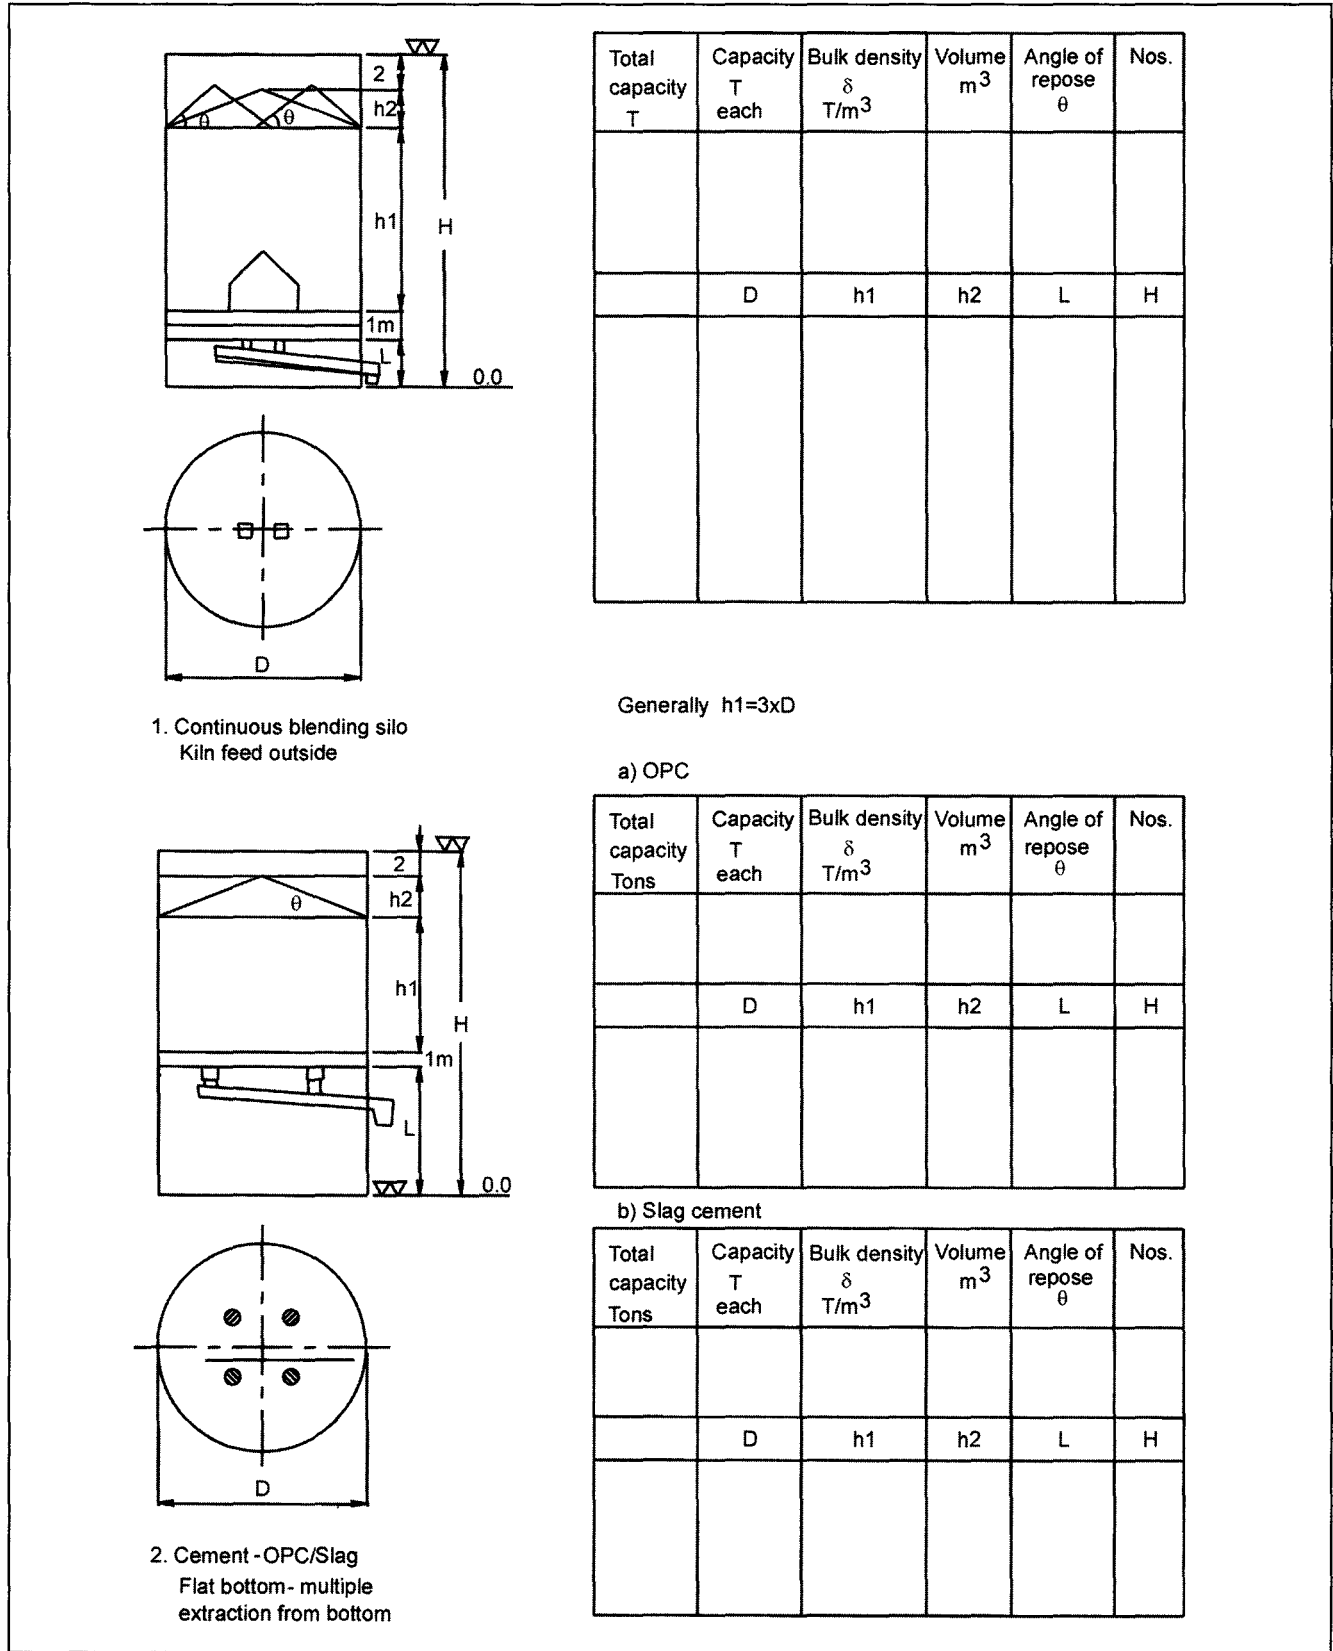 2
h2
θ
θ
h1
H
1m
L
0.0
D
1. Continuous blending silo
Kiln feed outside
Total capacity T
Capacity T each
Bulk density δ T/m³
Volume m³
Angle of repose θ
Nos.
D
h1
h2
L
H
Generally h1=3xD
a) OPC
2
h2
θ
h1
H
1m
L
0.0
D
2. Cement - OPC/Slag
Flat bottom - multiple
extraction from bottom
Total capacity Tons
Capacity T each
Bulk density δ T/m³
Volume m³
Angle of repose θ
Nos.
D
h1
h2
L
H
b) Slag cement
Total capacity Tons
Capacity T each
Bulk density δ T/m³
Volume m³
Angle of repose θ
Nos.
D
h1
h2
L
H